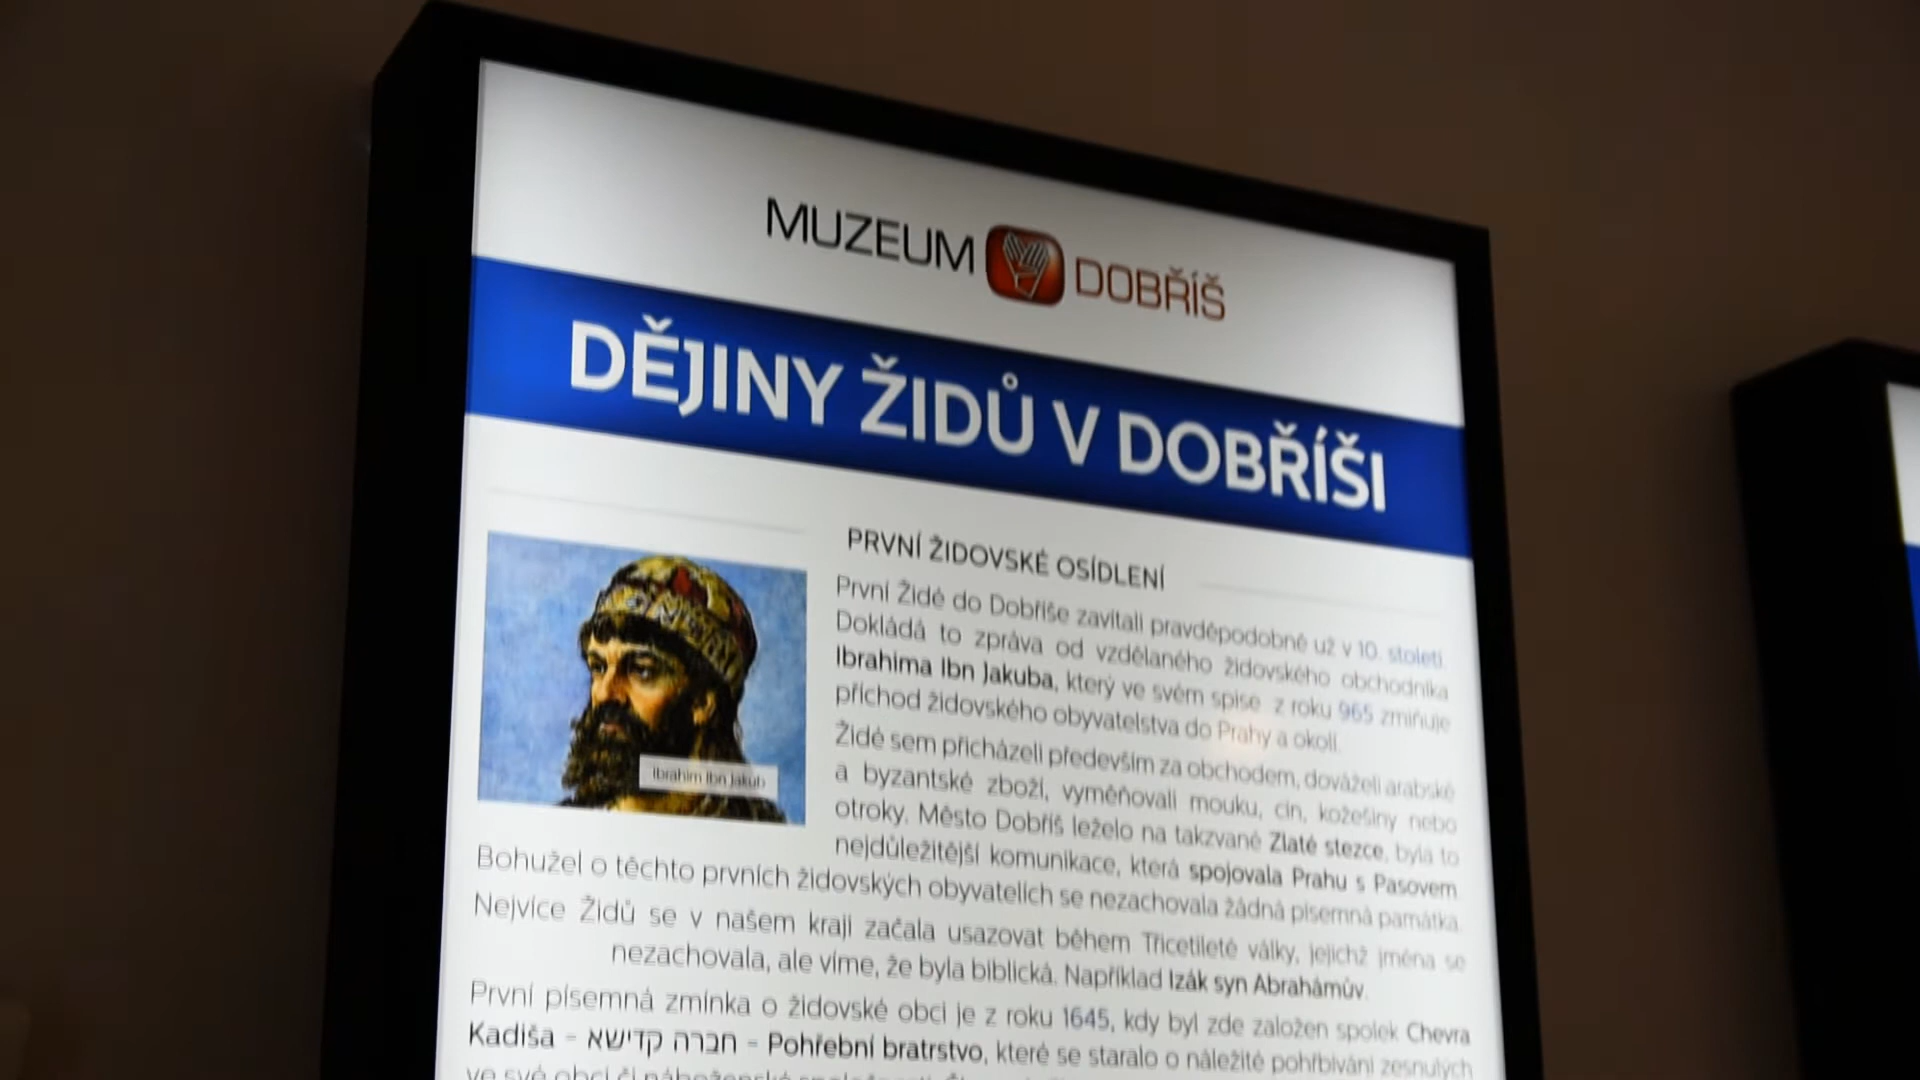 MUZEUM DOBŘÍŠ
DĚJINY ŽIDŮ V DOBŘÍŠI
PRVNÍ ŽIDOVSKÉ OSÍDLENÍ
První Židé do Dobříše zavítali pravděpodobně už v 10. století.
Dokládá to zpráva od vzdělaného židovského obchodníka
Ibrahima Ibn Jakuba, který ve svém spise z roku 965 zmiňuje
příchod židovského obyvatelstva do Prahy a okolí.
Židé sem přicházeli především za obchodem, dováželi arabské
a byzantské zboží, vyměňovali mouku, cín, kožešiny nebo
otroky. Město Dobříš leželo na takzvané Zlaté stezce, byla to
nejdůležitější komunikace, která spojovala Prahu s Pasovem
Ibrahim Ibn Jakub
Bohužel o těchto prvních židovských obyvatelích se nezachovala žádná písemná památka.
Nejvíce Židů se v našem kraji začala usazovat během Třicetileté války, jejichž jména se
nezachovala, ale víme, že byla biblická. Například Izák syn Abrahámův.
První písemná zmínka o židovské obci je z roku 1645, kdy byl zde založen spolek Chevra
Kadiša - חברה קדישא - Pohřební bratrstvo, které se staralo o náležité pohřbívání zesnulých
ve své obci či náboženské společnosti.